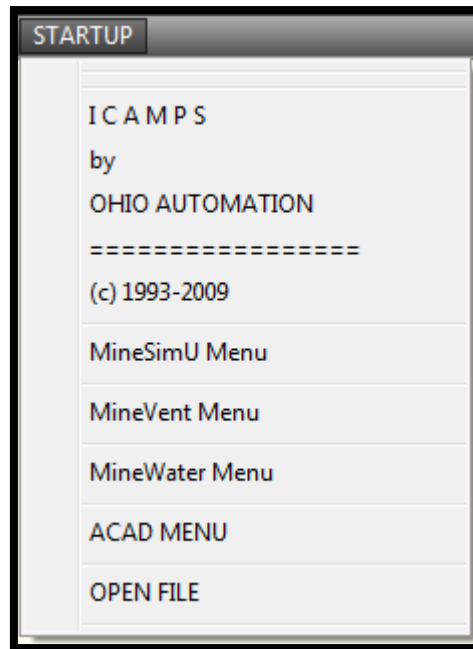 STARTUP
I C A M P S
by
OHIO AUTOMATION
=================
(c) 1993-2009
MineSimU Menu
MineVent Menu
MineWater Menu
ACAD MENU
OPEN FILE